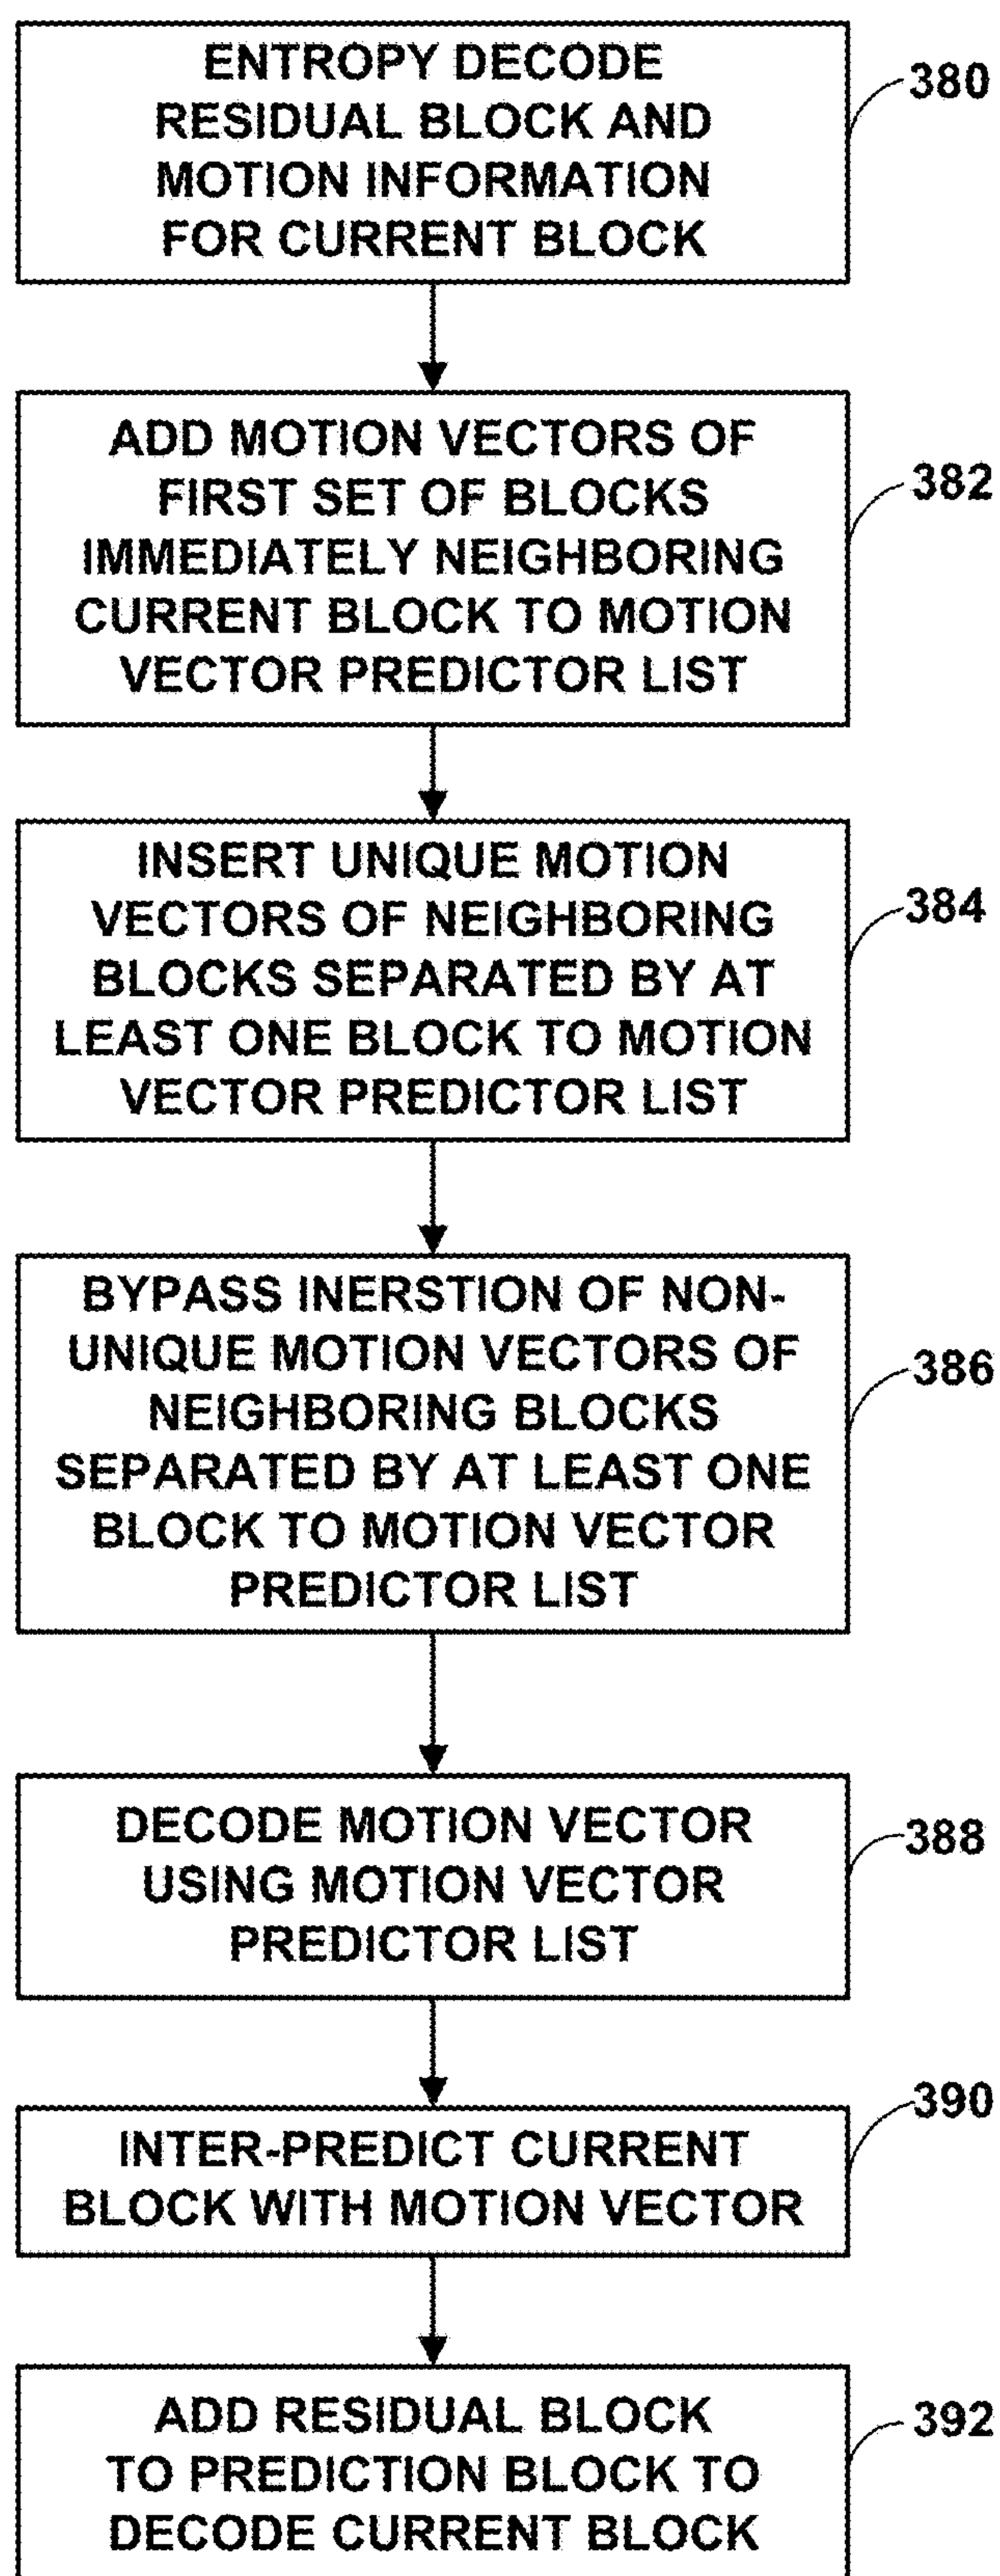 ENTROPY DECODE
RESIDUAL BLOCK AND
MOTION INFORMATION
FOR CURRENT BLOCK
380
ADD MOTION VECTORS OF
FIRST SET OF BLOCKS
IMMEDIATELY NEIGHBORING
CURRENT BLOCK TO MOTION
VECTOR PREDICTOR LIST
382
INSERT UNIQUE MOTION
VECTORS OF NEIGHBORING
BLOCKS SEPARATED BY AT
LEAST ONE BLOCK TO MOTION
VECTOR PREDICTOR LIST
384
BYPASS INERSTION OF NON-
UNIQUE MOTION VECTORS OF
NEIGHBORING BLOCKS
SEPARATED BY AT LEAST ONE
BLOCK TO MOTION VECTOR
PREDICTOR LIST
386
DECODE MOTION VECTOR
USING MOTION VECTOR
PREDICTOR LIST
388
INTER-PREDICT CURRENT
BLOCK WITH MOTION VECTOR
390
ADD RESIDUAL BLOCK
TO PREDICTION BLOCK TO
DECODE CURRENT BLOCK
392